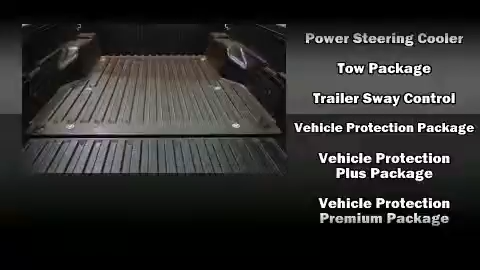 Power Steering Cooler
Tow Package
Trailer Sway Control
Vehicle Protection Package
Vehicle Protection
Plus Package
Vehicle Protection
Premium Package